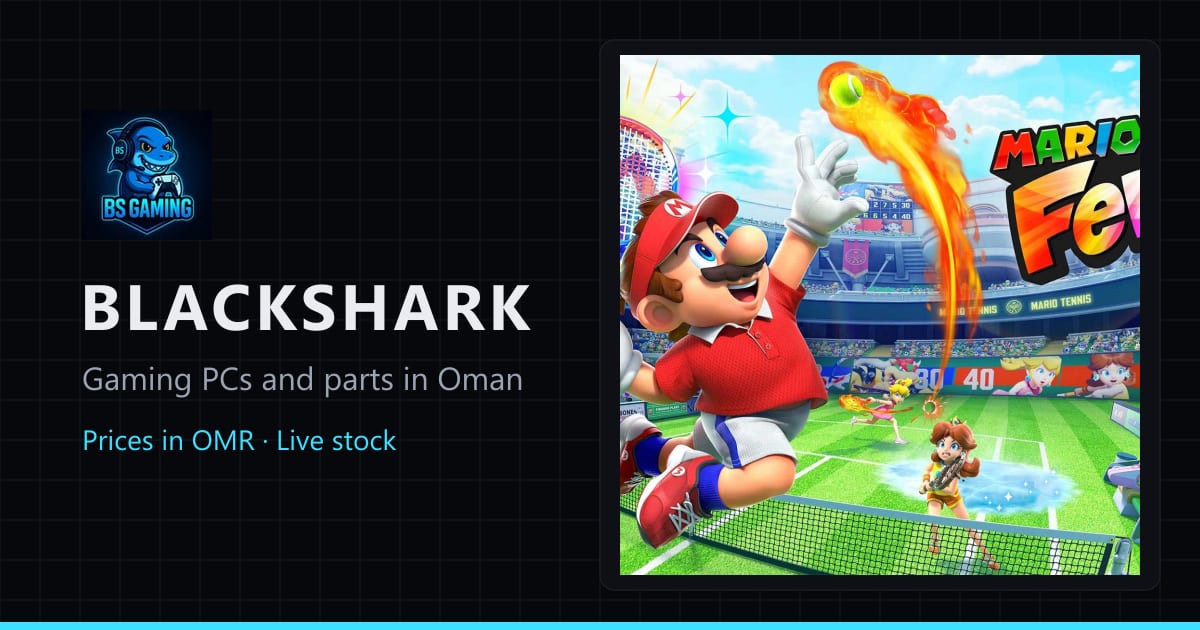 BS
BS GAMING
BLACKSHARK
Gaming PCs and parts in Oman
Prices in OMR · Live stock
MARIO
Fe
MARIO TENNIS
30 40